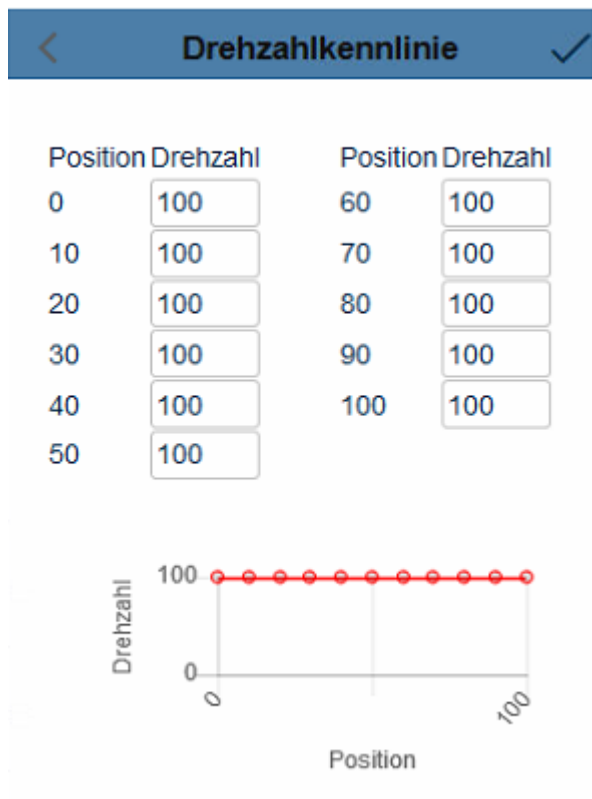 Drehzahlkennlinie
Position Drehzahl Position Drehzahl
0 100 60 100
10 100 70 100
20 100 80 100
30 100 90 100
40 100 100 100
50 100
100
Drehzahl
0
0 100
Position